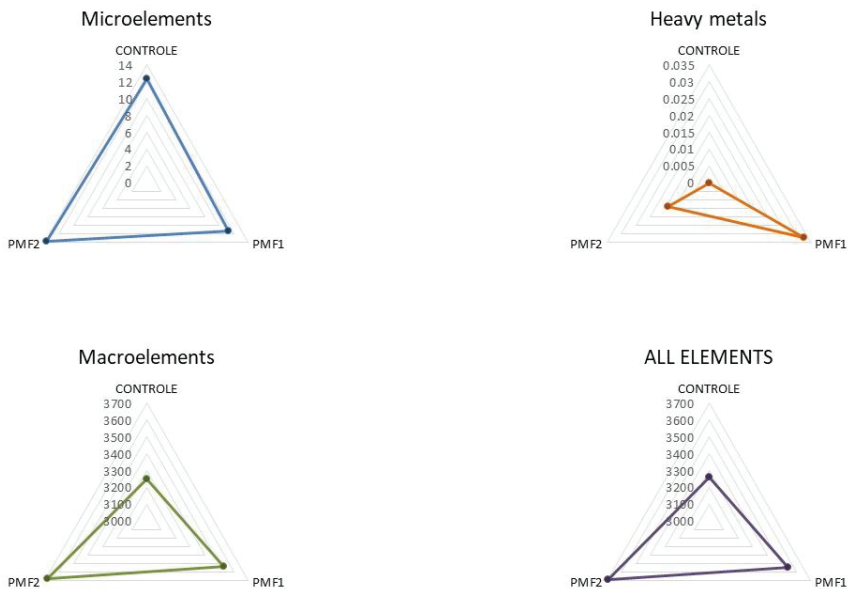 Microelements
CONTROLE
14
12
10
8
6
4
2
0
PMF2
PMF1
Heavy metals
CONTROLE
0.035
0.03
0.025
0.02
0.015
0.01
0.005
0
PMF2
PMF1
Macroelements
CONTROLE
3700
3600
3500
3400
3300
3200
3100
3000
PMF2
PMF1
ALL ELEMENTS
CONTROLE
3700
3600
3500
3400
3300
3200
3100
3000
PMF2
PMF1